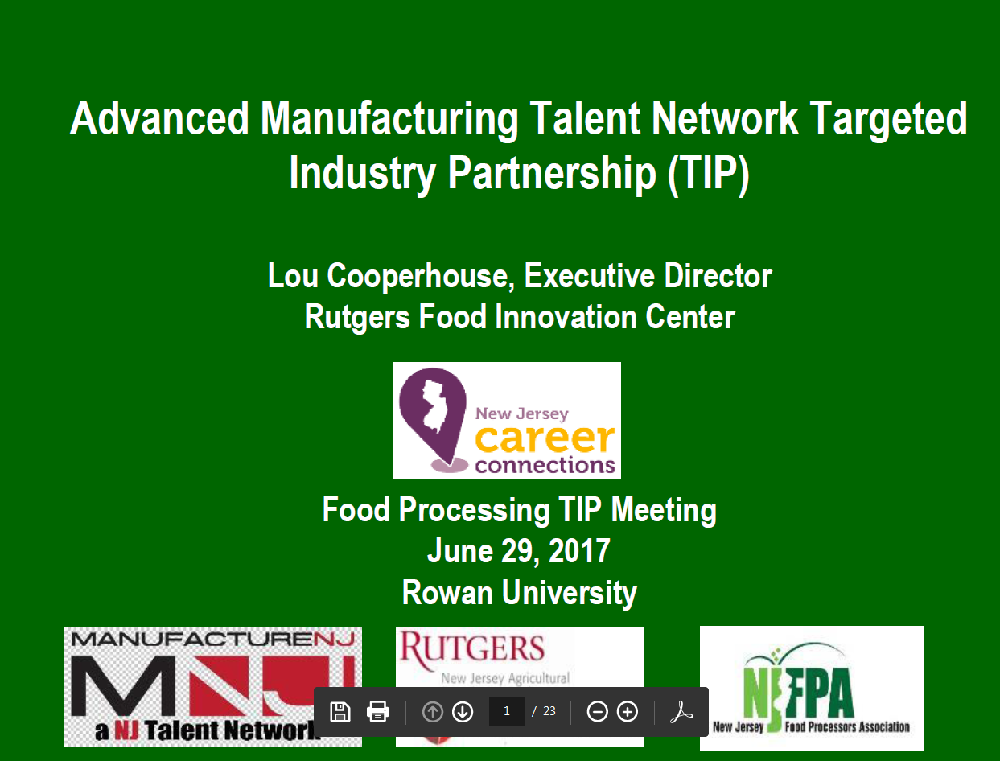 Advanced Manufacturing Talent Network Targeted
Industry Partnership (TIP)
Lou Cooperhouse, Executive Director
Rutgers Food Innovation Center
New Jersey
career
connections
Food Processing TIP Meeting
June 29, 2017
Rowan University
MANUFACTURENJ
MNJ
a NJ Talent Network
RUTGERS
New Jersey Agricultural
NJFPA
New Jersey Food Processors Association
1 / 23